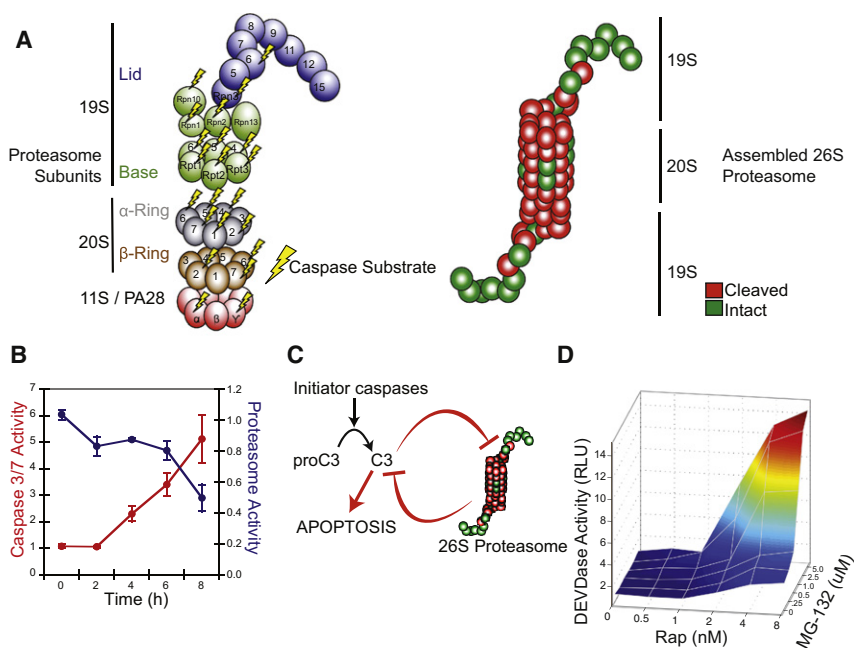 A
8
9
7
11
6
12
5
15
Lid
Rpn3
Rpn10
Rpn1
Rpn2
Rpn13
19S
6
5
4
Rpt1
Rpt2
Rpt3
Proteasome
Subunits
Base
α-Ring
6
5
4
3
7
1
2
20S
β-Ring
3
4
5
6
2
1
7
11S / PA28
α
β
γ
Caspase Substrate
19S
20S
Assembled 26S
Proteasome
19S
Cleaved
Intact
B
Caspase 3/7 Activity
7
6
5
4
3
2
1
0
Proteasome Activity
1.2
1.0
0.8
0.6
0.4
0.2
0.0
0 2 4 6 8
Time (h)
C
Initiator caspases
proC3
C3
APOPTOSIS
26S Proteasome
D
DEVDase Activity (RLU)
14
12
10
8
6
4
2
0 0.5 1 2 4 8
Rap (nM)
5.0
2.5
1.0
0.5
0
MG-132 (uM)